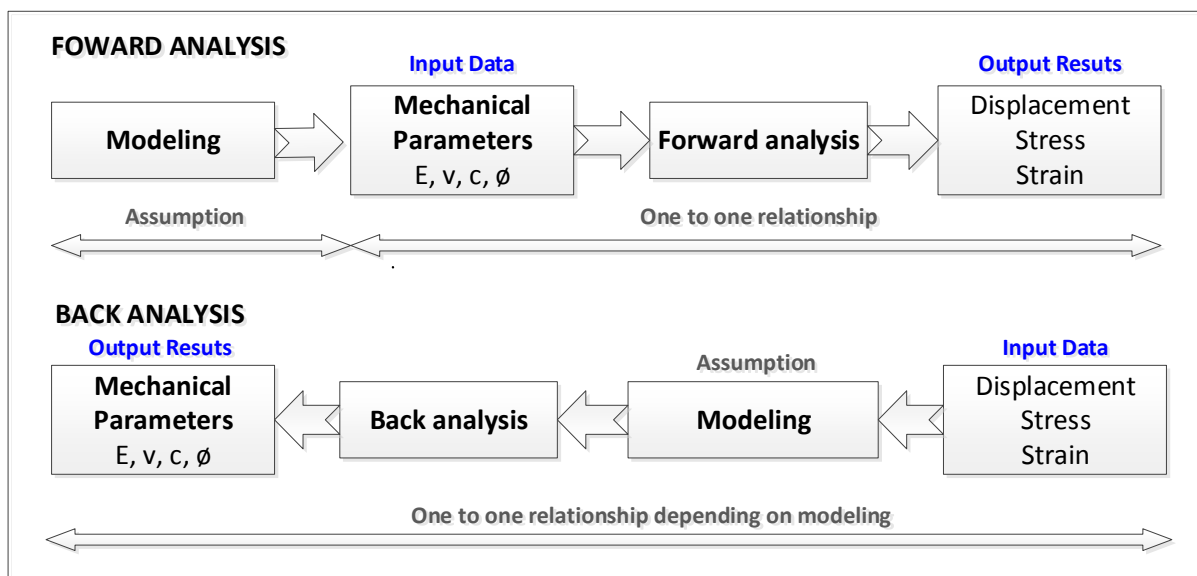 FOWARD ANALYSIS
Input Data
Output Resuts
Modeling
Mechanical
Parameters
E, v, c, ø
Forward analysis
Displacement
Stress
Strain
Assumption
One to one relationship
.
BACK ANALYSIS
Output Resuts
Assumption
Input Data
Mechanical
Parameters
E, v, c, ø
Back analysis
Modeling
Displacement
Stress
Strain
One to one relationship depending on modeling